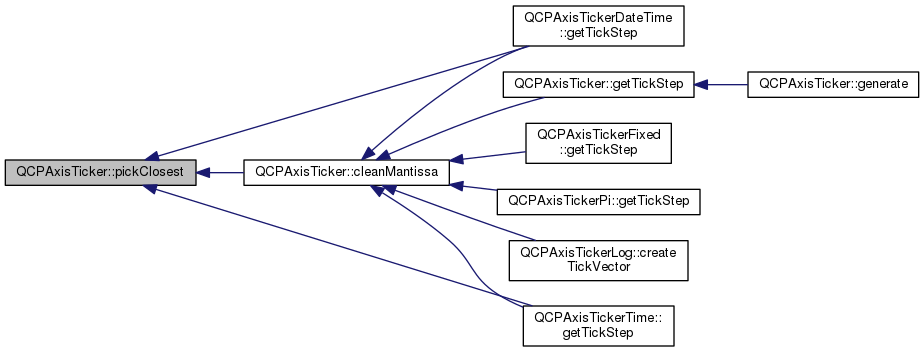 QCPAxisTickerDateTime
::getTickStep
QCPAxisTicker::getTickStep
QCPAxisTicker::generate
QCPAxisTickerFixed
::getTickStep
QCPAxisTicker::pickClosest
QCPAxisTicker::cleanMantissa
QCPAxisTickerPi::getTickStep
QCPAxisTickerLog::create
TickVector
QCPAxisTickerTime::
getTickStep